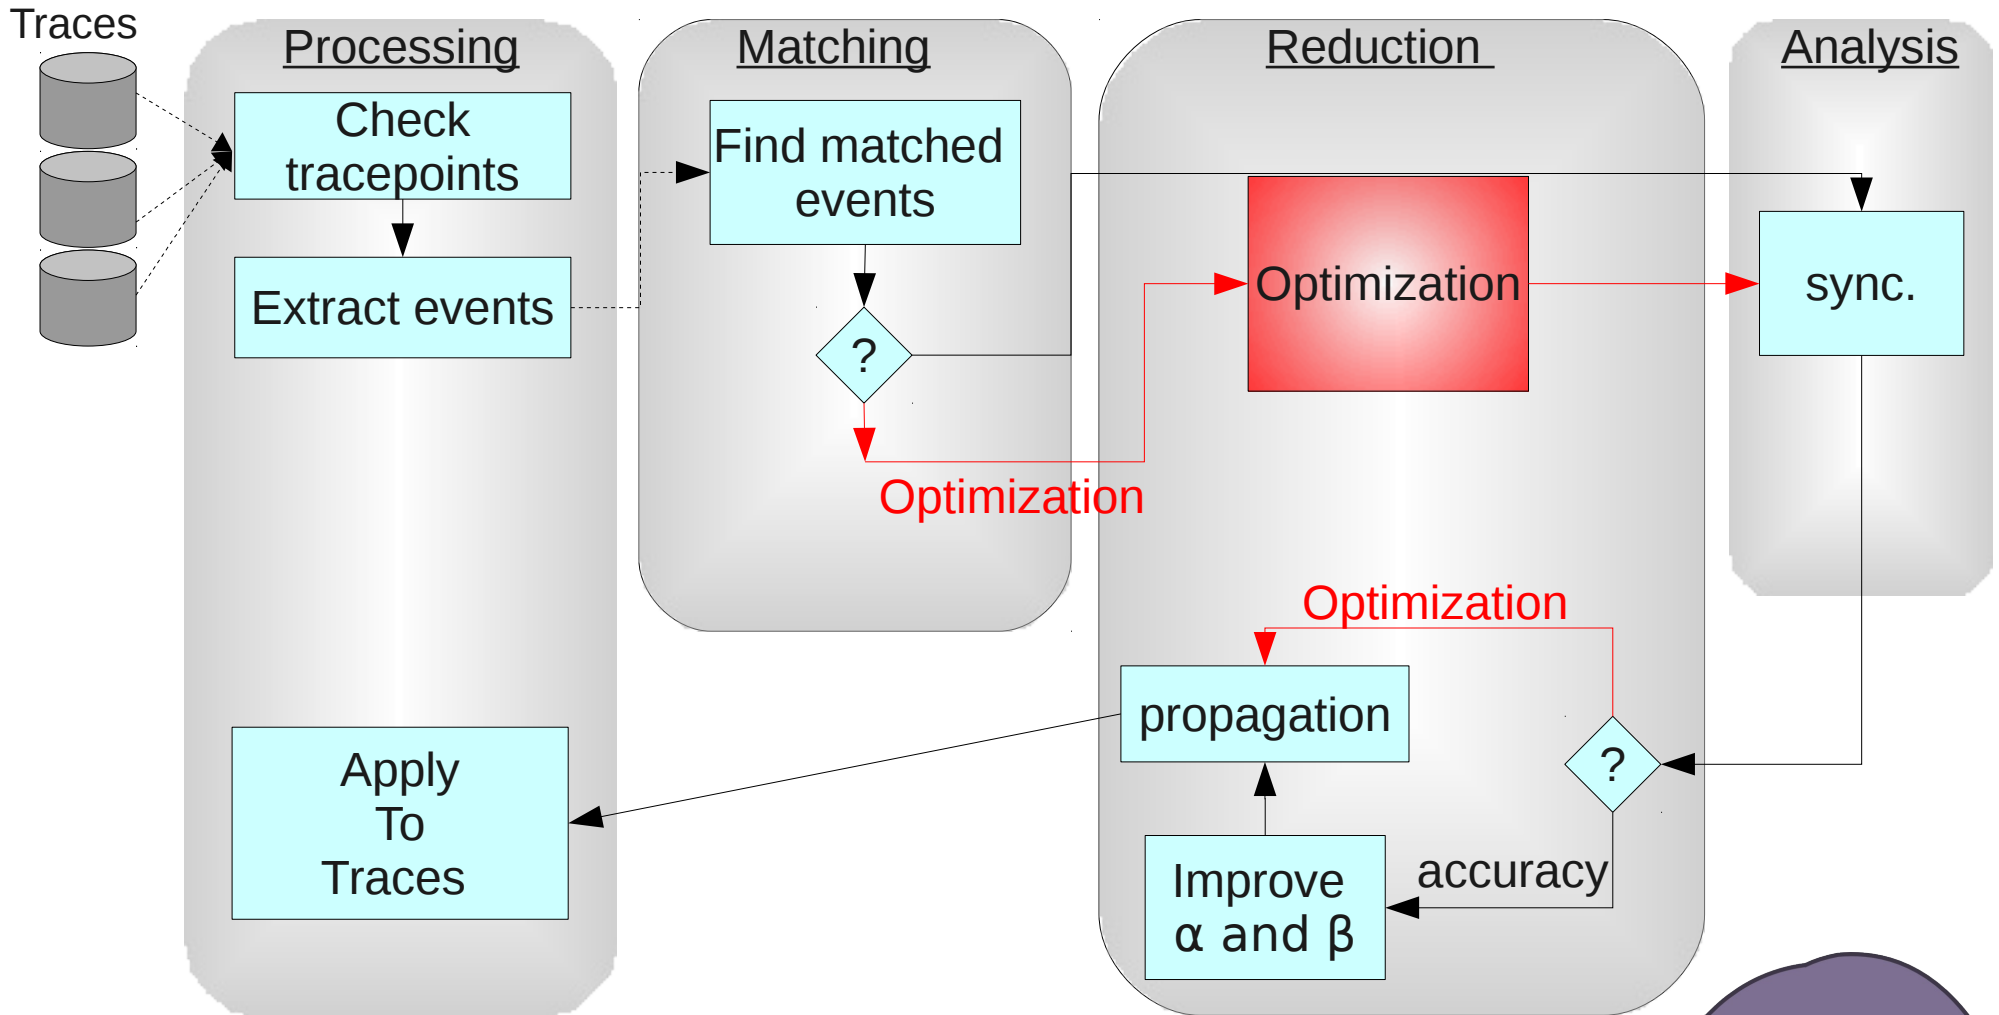 Traces
Processing
Check
tracepoints
Extract events
Apply
To
Traces
Matching
Find matched
events
?
Optimization
Reduction
Optimization
Optimization
propagation
?
accuracy
Improve
α and β
Analysis
sync.